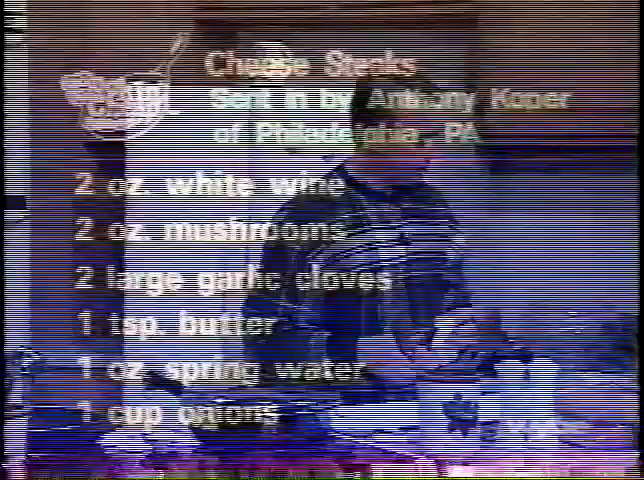 Cheese Steaks
Sent in by Anthony Koper
of Philadelphia, PA
2 oz. white wine
2 oz. mushrooms
2 large garlic cloves
1 tsp. butter
1 oz. spring water
1 cup onions